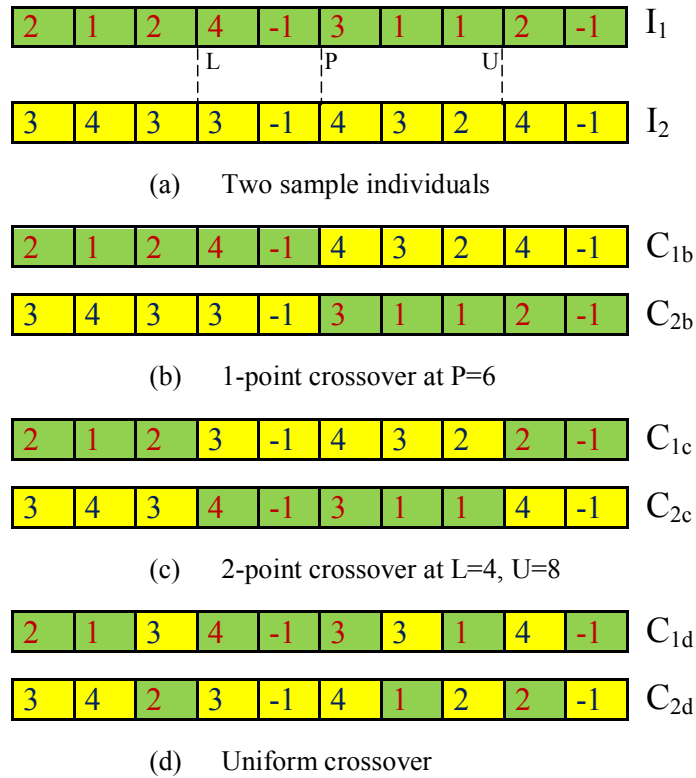 2 1 2 4 -1 3 1 1 2 -1 I1
L P U
3 4 3 3 -1 4 3 2 4 -1 I2
(a) Two sample individuals
2 1 2 4 -1 4 3 2 4 -1 C1b
3 4 3 3 -1 3 1 1 2 -1 C2b
(b) 1-point crossover at P=6
2 1 2 3 -1 4 3 2 2 -1 C1c
3 4 3 4 -1 3 1 1 4 -1 C2c
(c) 2-point crossover at L=4, U=8
2 1 3 4 -1 3 3 1 4 -1 C1d
3 4 2 3 -1 4 1 2 2 -1 C2d
(d) Uniform crossover